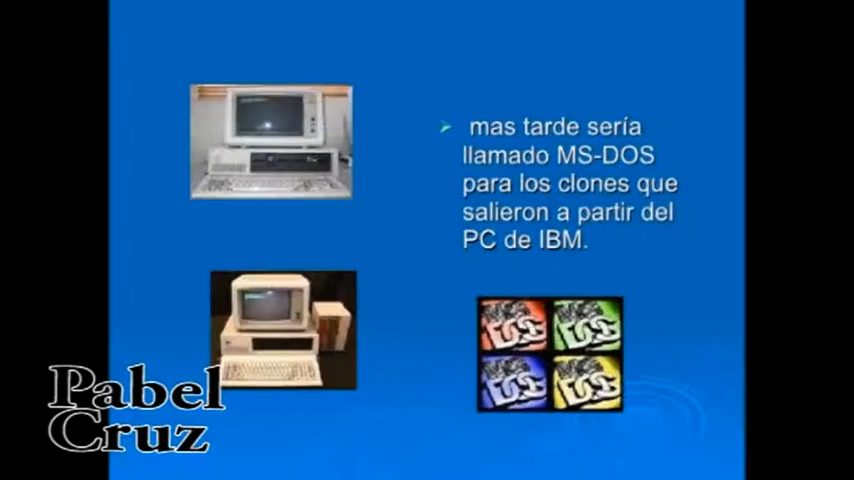 mas tarde sería
llamado MS-DOS
para los clones que
salieron a partir del
PC de IBM.
Pabel
Cruz